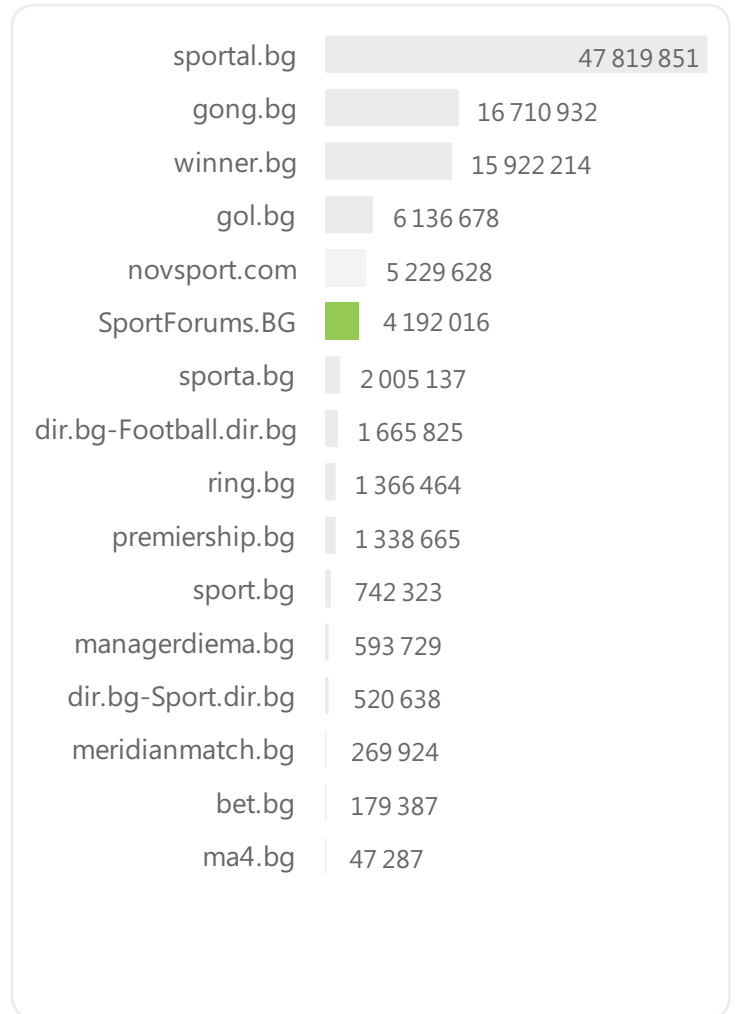 sportal.bg 47 819 851
gong.bg 16 710 932
winner.bg 15 922 214
gol.bg 6 136 678
novsport.com 5 229 628
SportForums.BG 4 192 016
sporta.bg 2 005 137
dir.bg-Football.dir.bg 1 665 825
ring.bg 1 366 464
premiership.bg 1 338 665
sport.bg 742 323
managerdiema.bg 593 729
dir.bg-Sport.dir.bg 520 638
meridianmatch.bg 269 924
bet.bg 179 387
ma4.bg 47 287